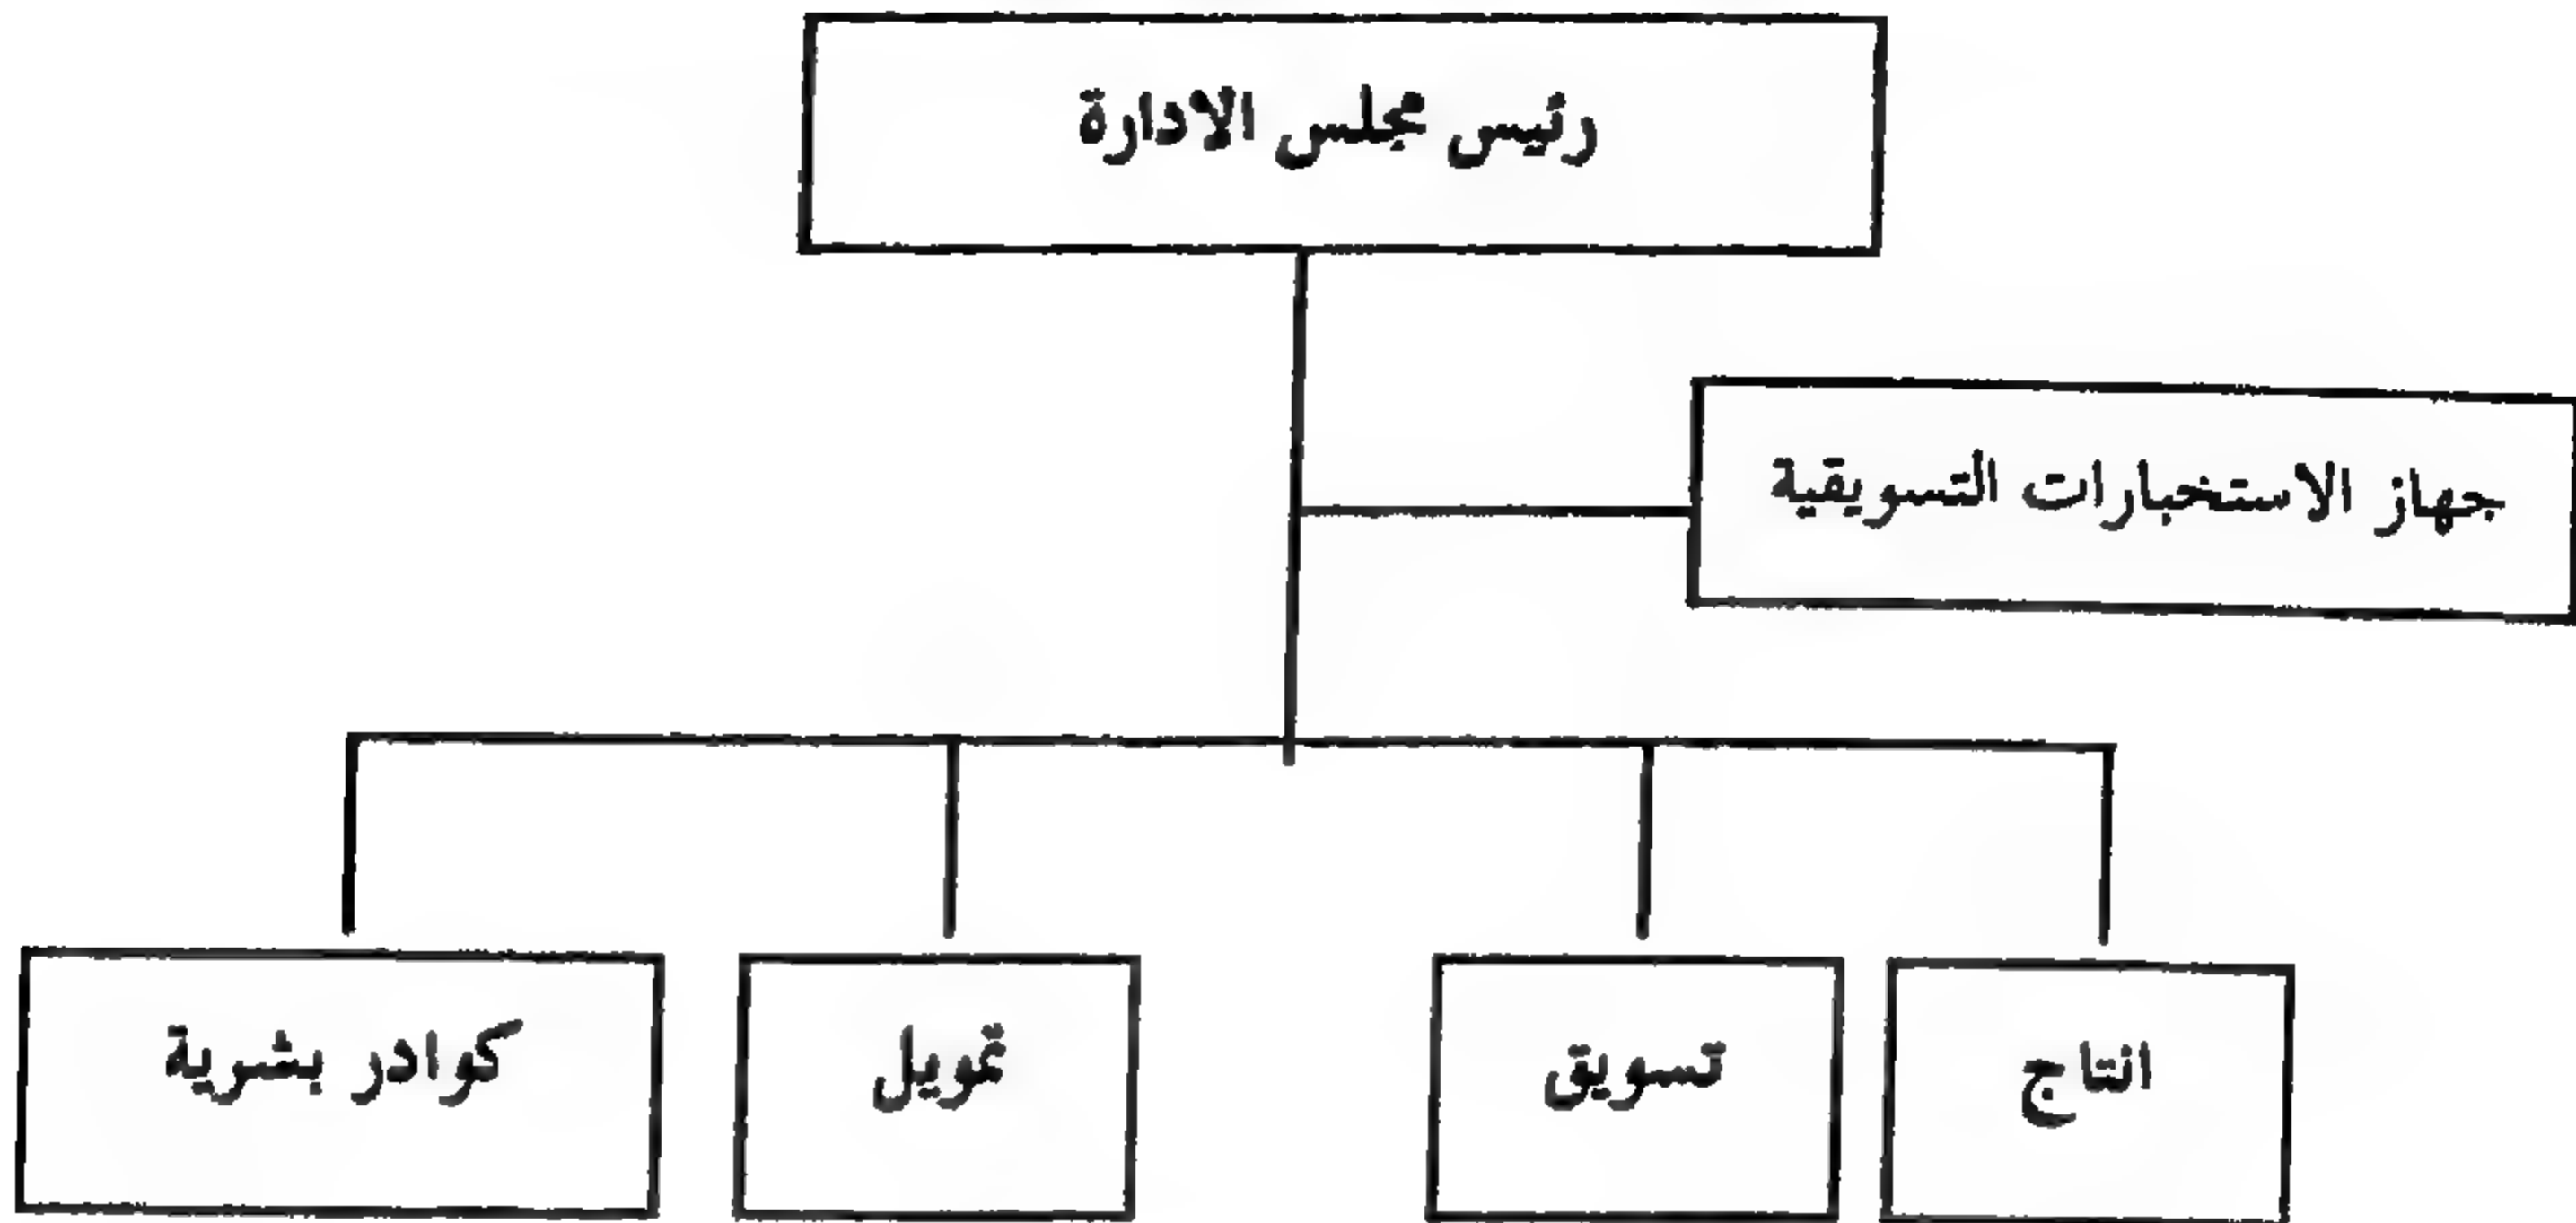 رئيس مجلس الادارة
جهاز الاستخبارات التسويقية
انتاج
تسويق
تمويل
كوادر بشرية